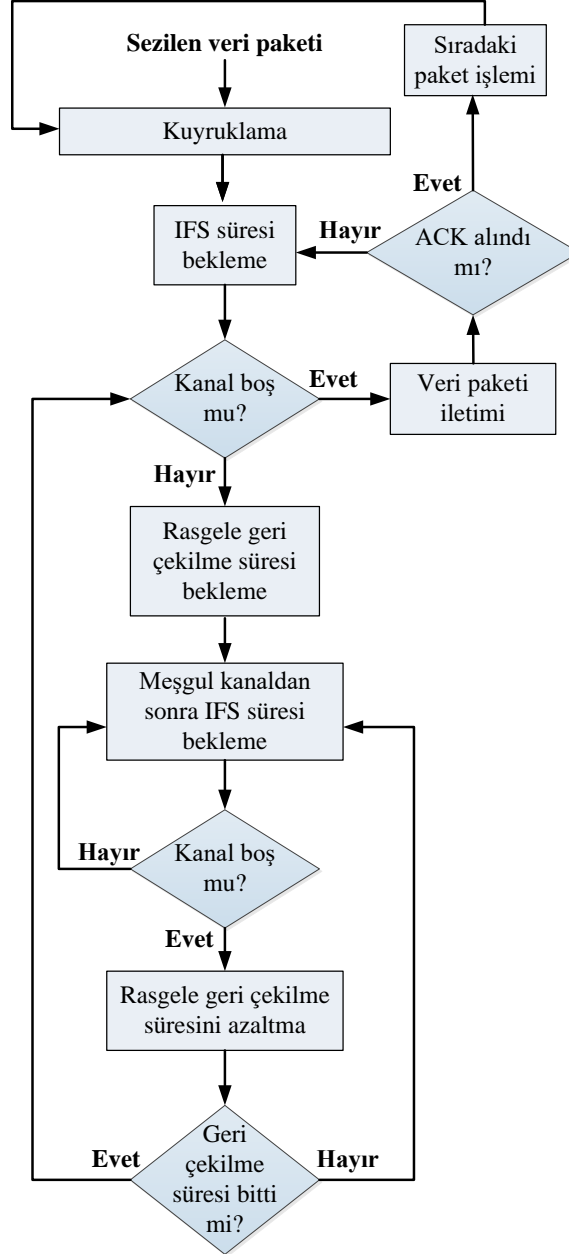 Sezilen veri paketi
Sıradaki
paket işlemi
Kuyruklama
Evet
IFS süresi
bekleme
Hayır
ACK alındı
mı?
Kanal boş
mu?
Evet
Veri paketi
iletimi
Hayır
Rasgele geri
çekilme süresi
bekleme
Meşgul kanaldan
sonra IFS süresi
bekleme
Hayır
Kanal boş
mu?
Evet
Rasgele geri çekilme
süresini azaltma
Evet
Geri
çekilme
süresi bitti
mi?
Hayır